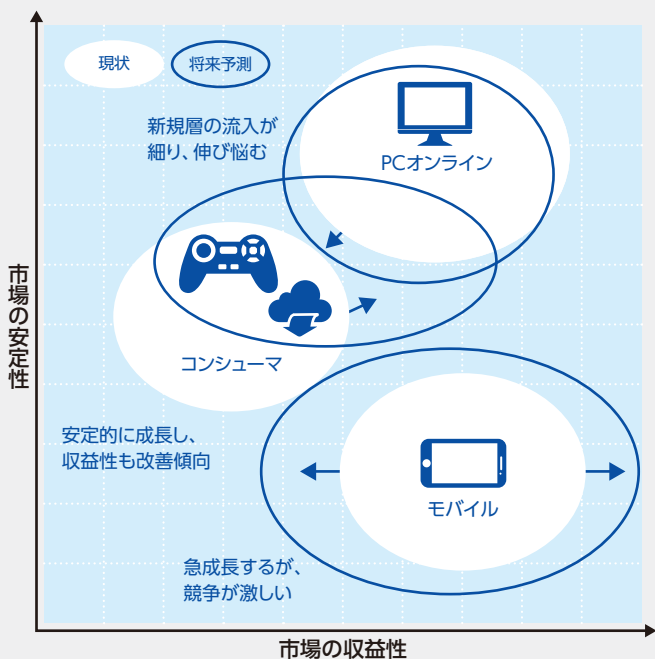 現状
将来予測
新規層の流入が
細り、伸び悩む
PCオンライン
市場の安定性
コンシューマ
安定的に成長し、
収益性も改善傾向
モバイル
急成長するが、
競争が激しい
市場の収益性